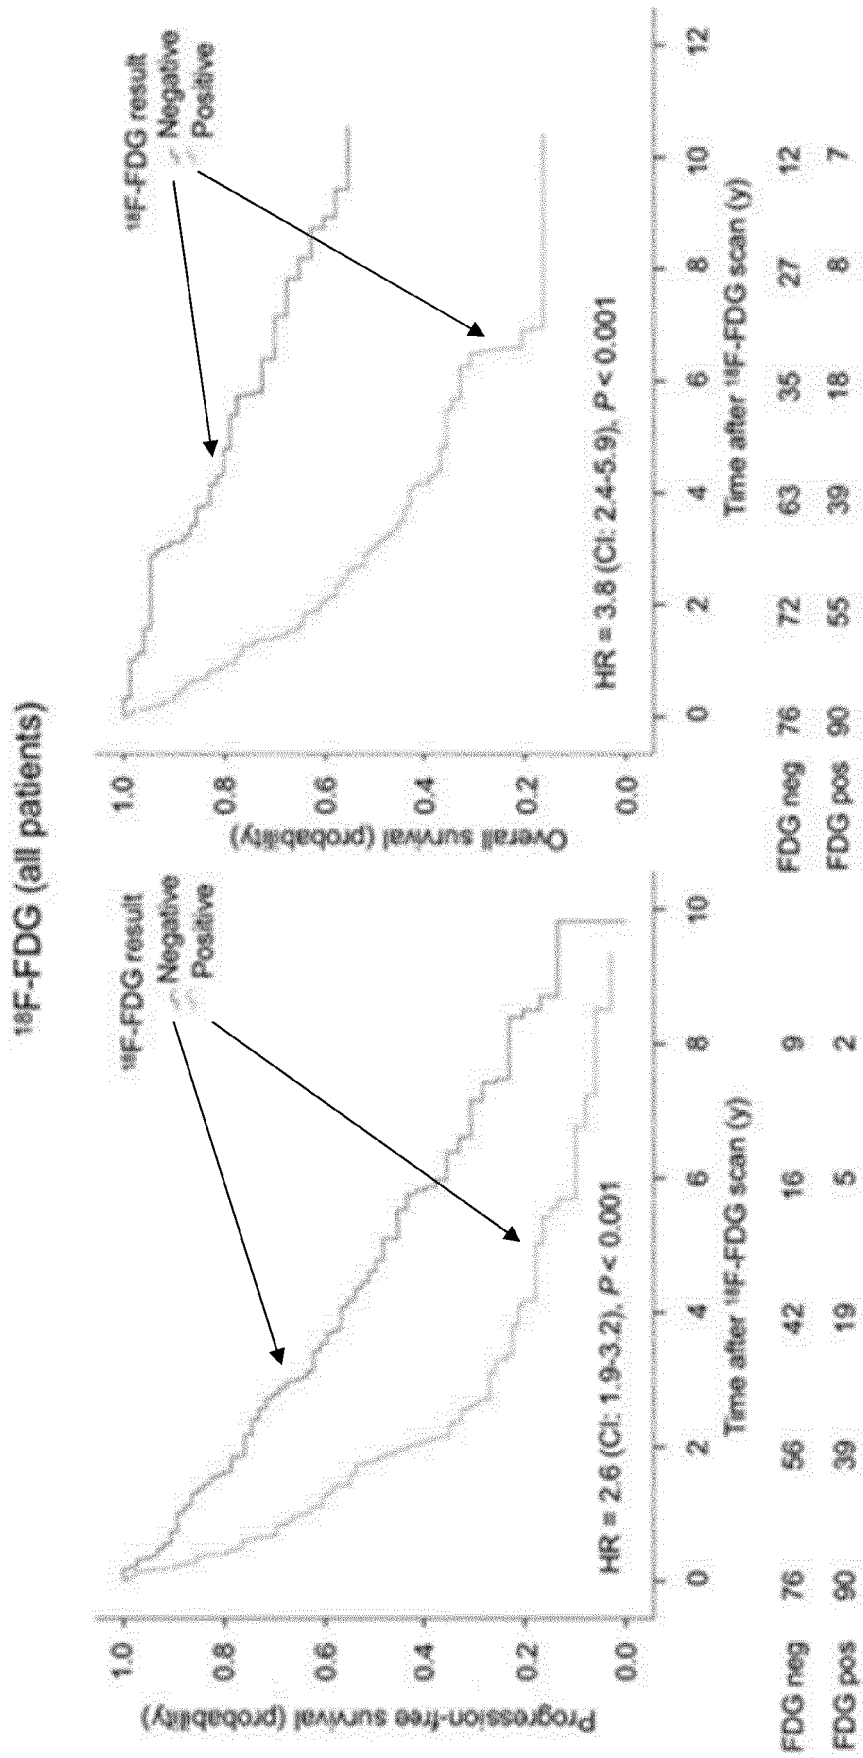 ¹⁸F-FDG (all patients)
Progression-free survival (probability)
1.0
0.8
0.6
0.4
0.2
0.0
¹⁸F-FDG result
Negative
Positive
HR = 2.6 (CI: 1.9-3.2), P < 0.001
0 2 4 6 8 10
Time after ¹⁸F-FDG scan (y)
FDG neg 76 56 42 16 9
FDG pos 90 39 19 5 2
Overall survival (probability)
1.0
0.8
0.6
0.4
0.2
0.0
¹⁸F-FDG result
Negative
Positive
HR = 3.8 (CI: 2.4-5.9), P < 0.001
0 2 4 6 8 10 12
Time after ¹⁸F-FDG scan (y)
FDG neg 76 72 63 35 27 12
FDG pos 90 55 39 18 8 7